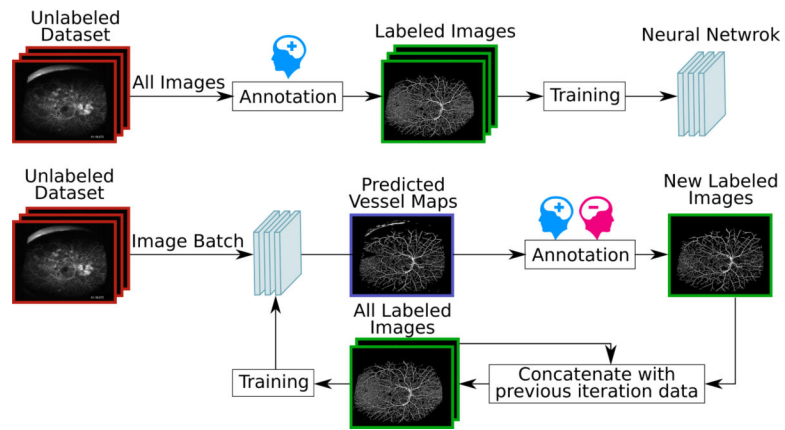 Unlabeled
Dataset
All Images
Annotation
Labeled Images
Training
Neural Netwrok
Unlabeled
Dataset
Image Batch
Predicted
Vessel Maps
Annotation
New Labeled
Images
All Labeled
Images
Training
Concatenate with
previous iteration data